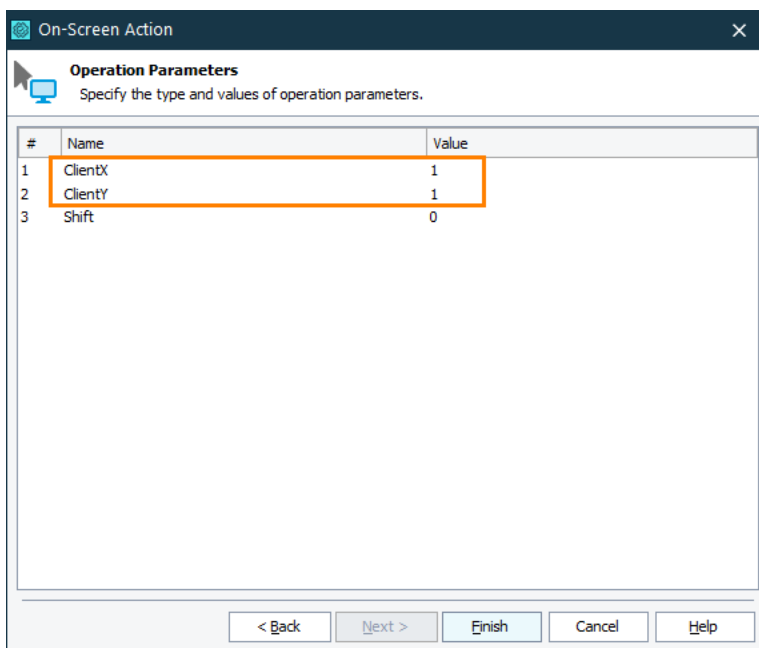 On-Screen Action
Operation Parameters
Specify the type and values of operation parameters.
# Name Value
1 ClientX 1
2 ClientY 1
3 Shift 0
< Back Next > Finish Cancel Help